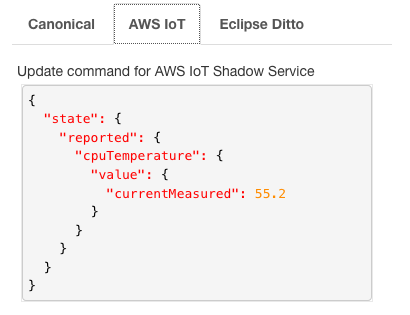 Canonical AWS IoT Eclipse Ditto
Update command for AWS IoT Shadow Service
{
  "state": {
    "reported": {
      "cpuTemperature": {
        "value": {
          "currentMeasured": 55.2
        }
      }
    }
  }
}